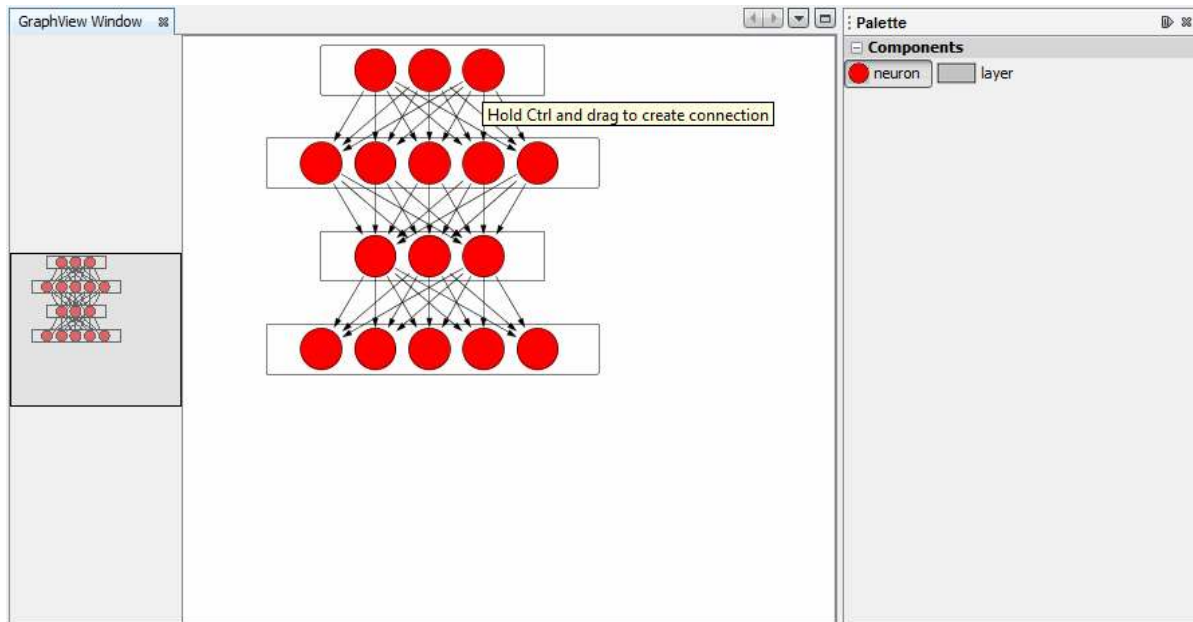 GraphView Window
Palette
Components
neuron
layer
Hold Ctrl and drag to create connection